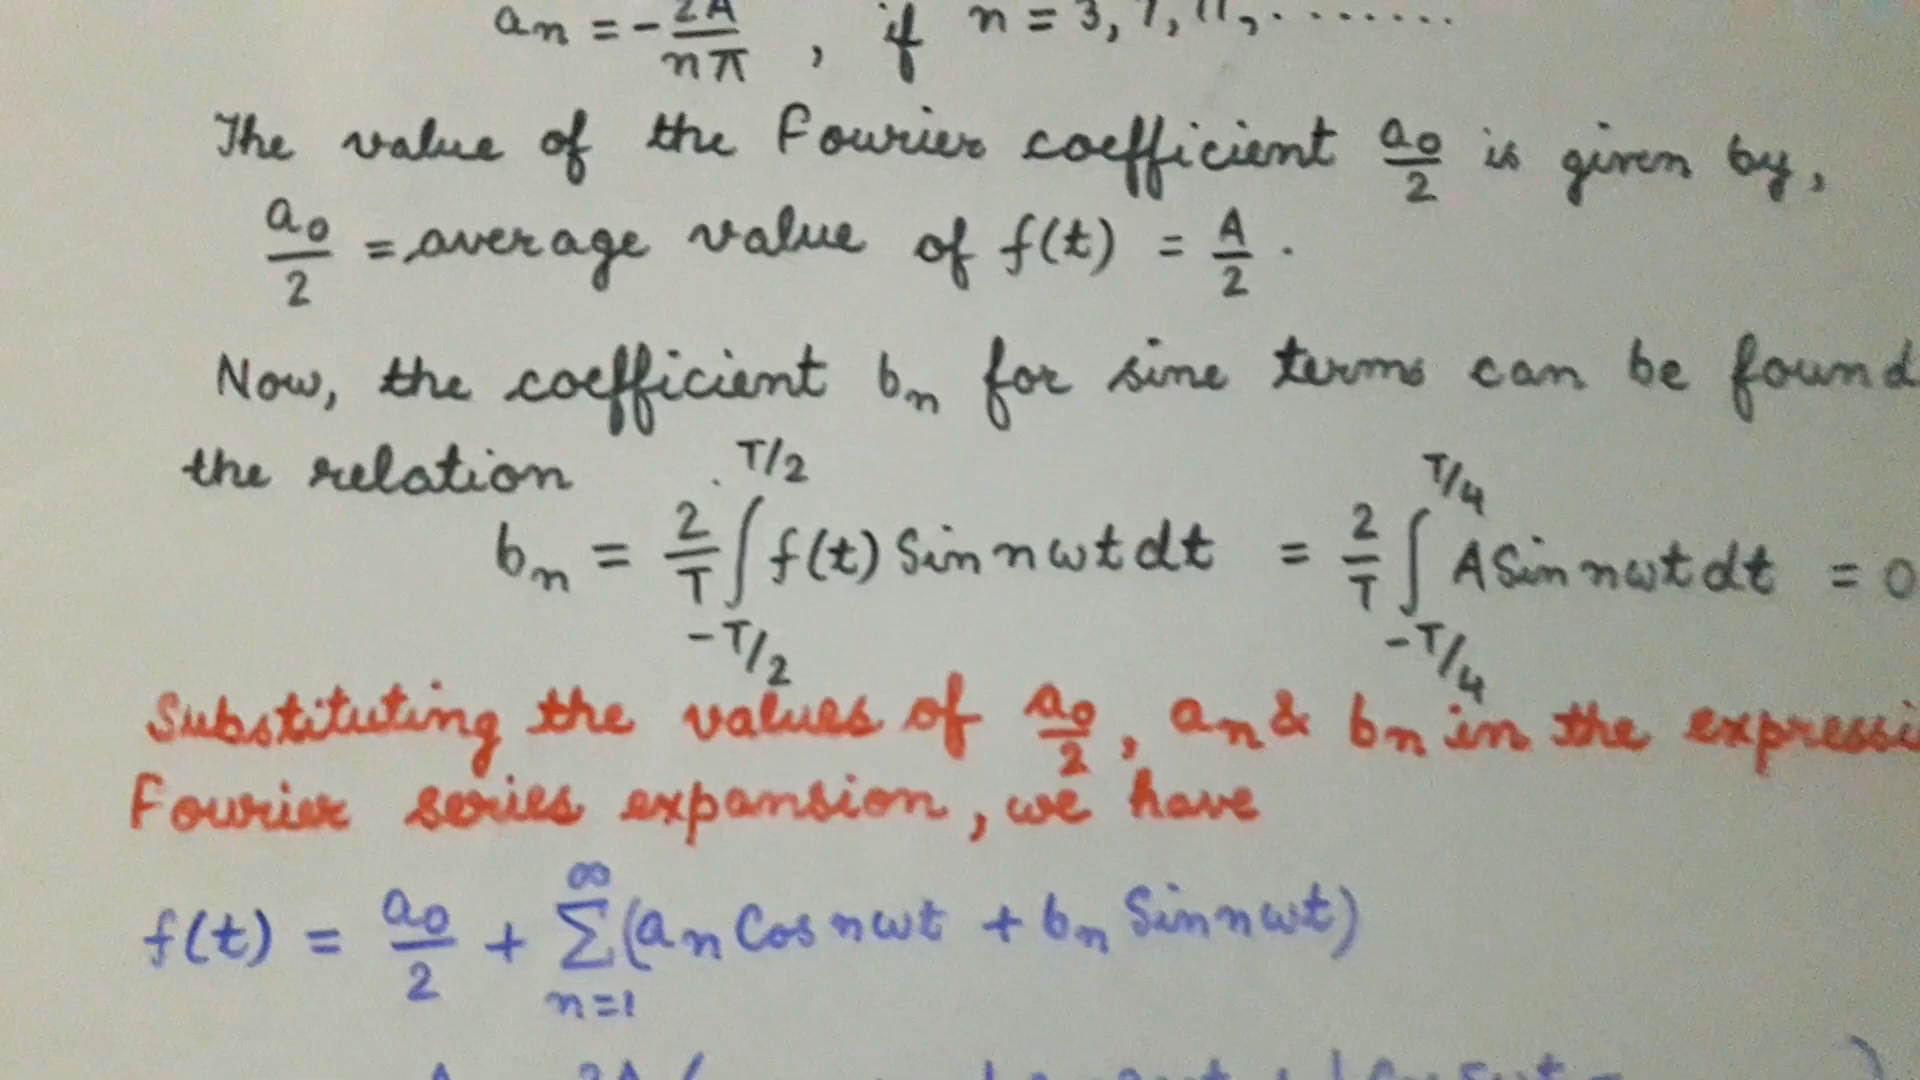 an = - 2A/nπ , if n = 3, 7, 11, .......
The value of the Fourier coefficient a0/2 is given by,
a0/2 = average value of f(t) = A/2 .
Now, the coefficient bn for sine terms can be found
the relation
bn = 2/T ∫_{-T/2}^{T/2} f(t) Sin nωt dt = 2/T ∫_{-T/4}^{T/4} A Sin nωt dt = 0
Substituting the values of a0/2, an & bn in the expressi
Fourier series expansion, we have
f(t) = a0/2 + ∑_{n=1}^{∞} (an Cos nωt + bn Sin nωt)